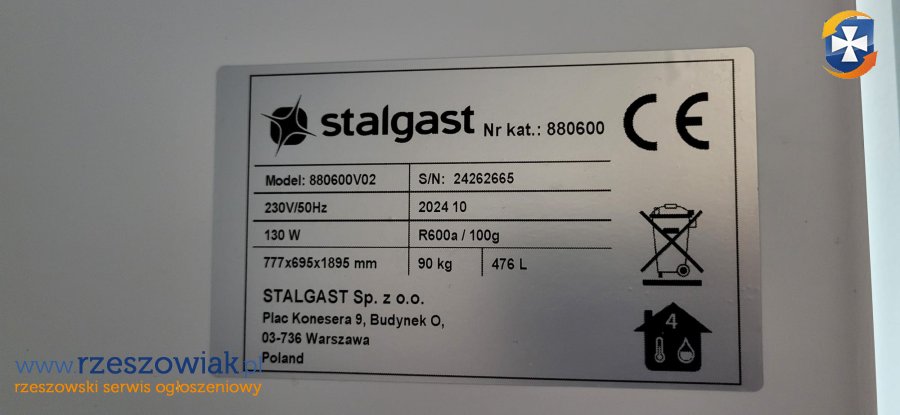 stalgast Nr kat.: 880600 CE
Model: 880600V02 S/N: 24262665
230V/50Hz 2024 10
130 W R600a / 100g
777x695x1895 mm 90 kg 476 L
STALGAST Sp. z o.o.
Plac Konesera 9, Budynek O,
03-736 Warszawa
Poland
4
www.rzeszowiak.pl
rzeszowski serwis ogłoszeniowy